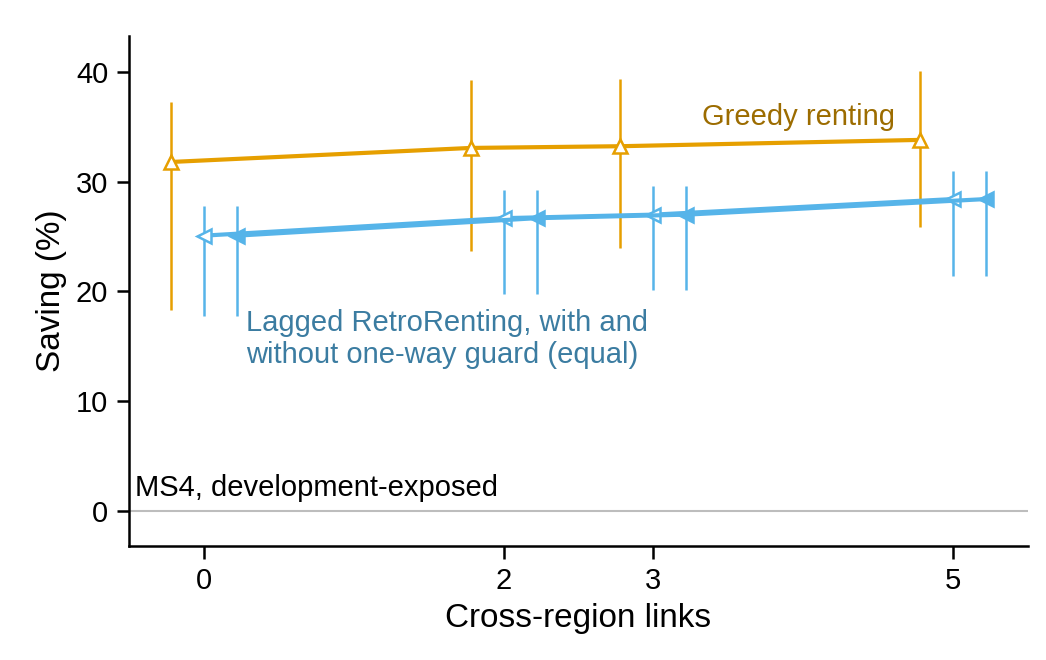 40
30
20
10
0
Saving (%)
Greedy renting
Lagged RetroRenting, with and
without one-way guard (equal)
MS4, development-exposed
0 2 3 5
Cross-region links